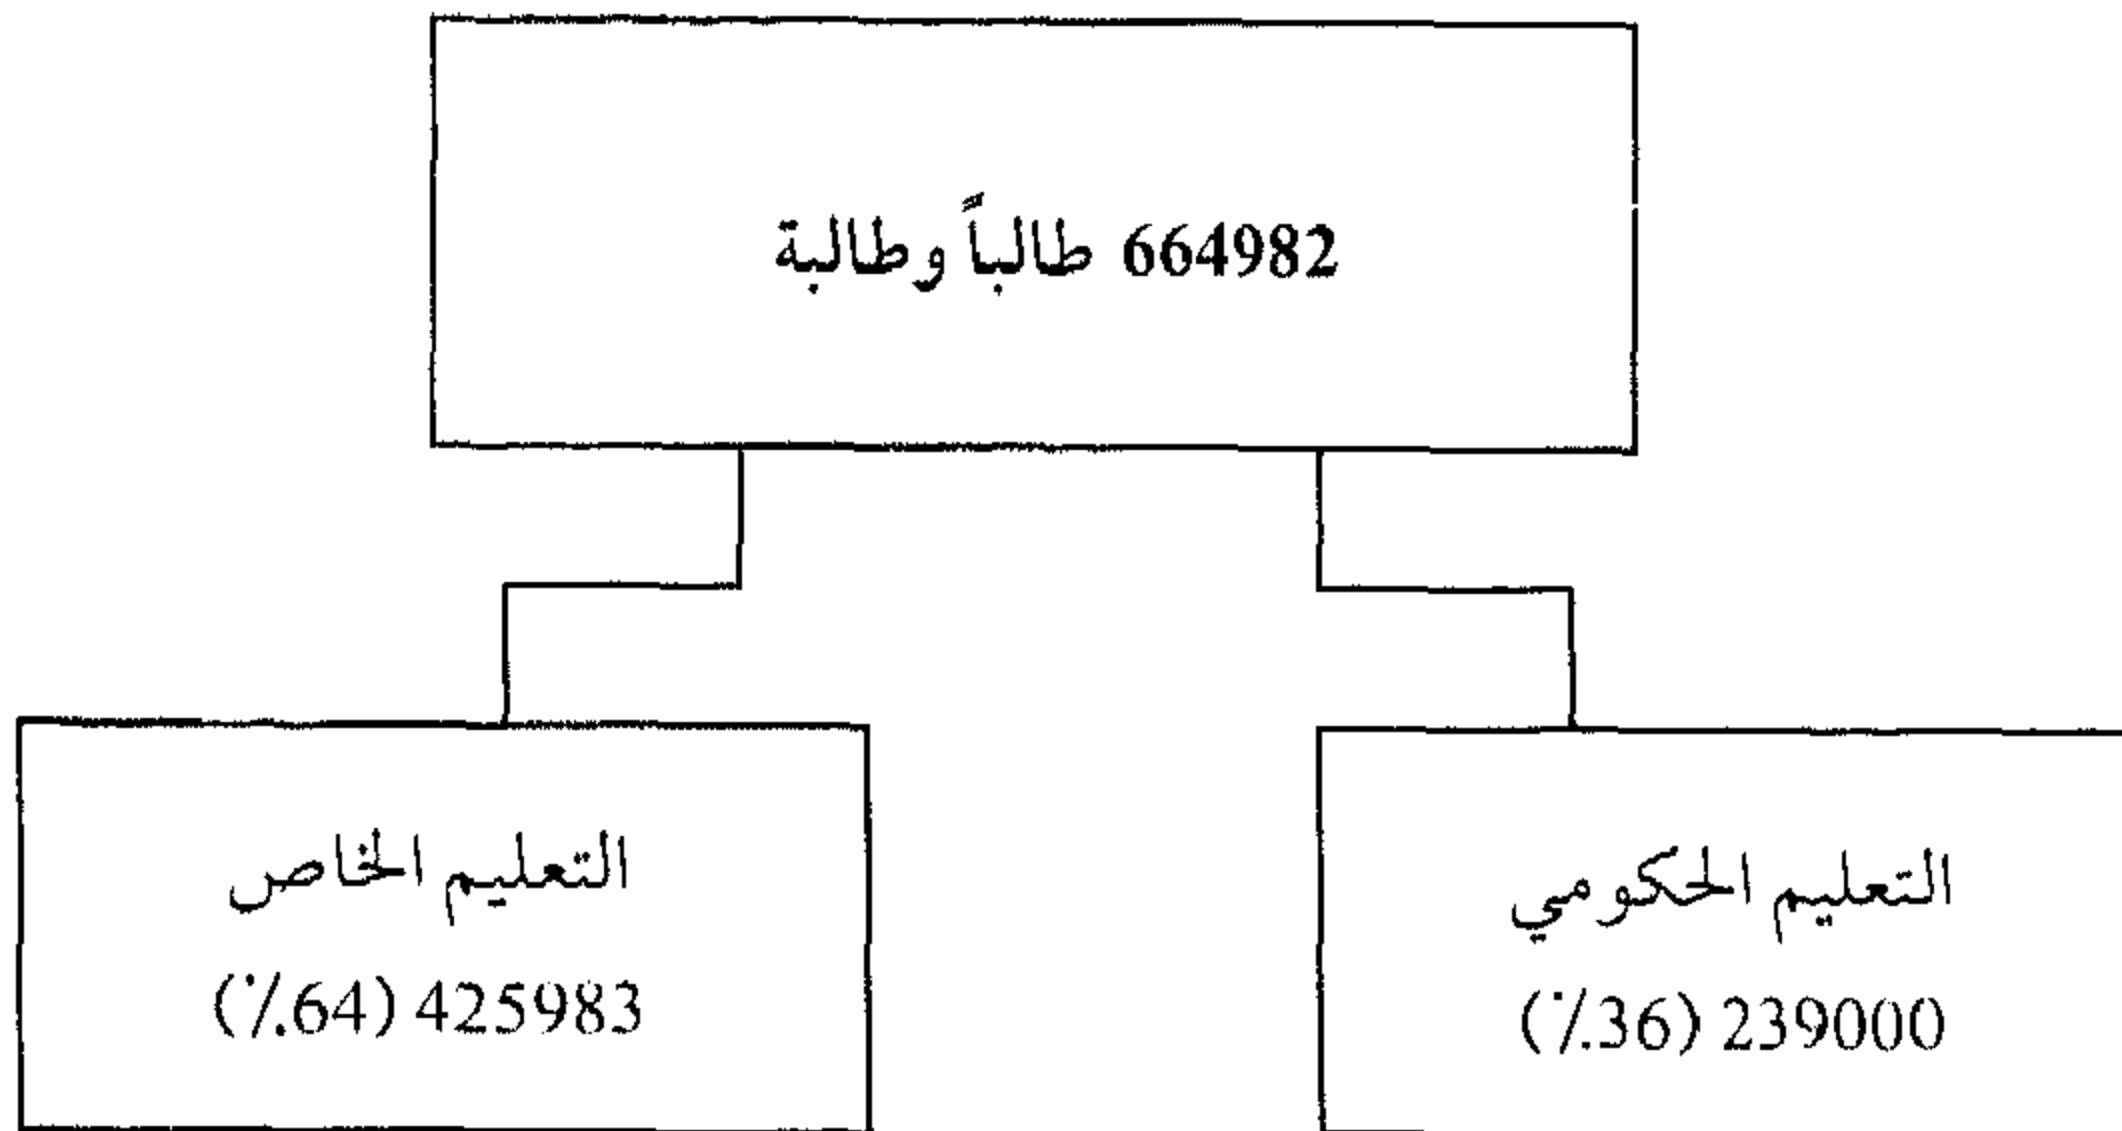 664982 طالباً وطالبة
التعليم الحكومي
239000 (36٪)
التعليم الخاص
425983 (64٪)